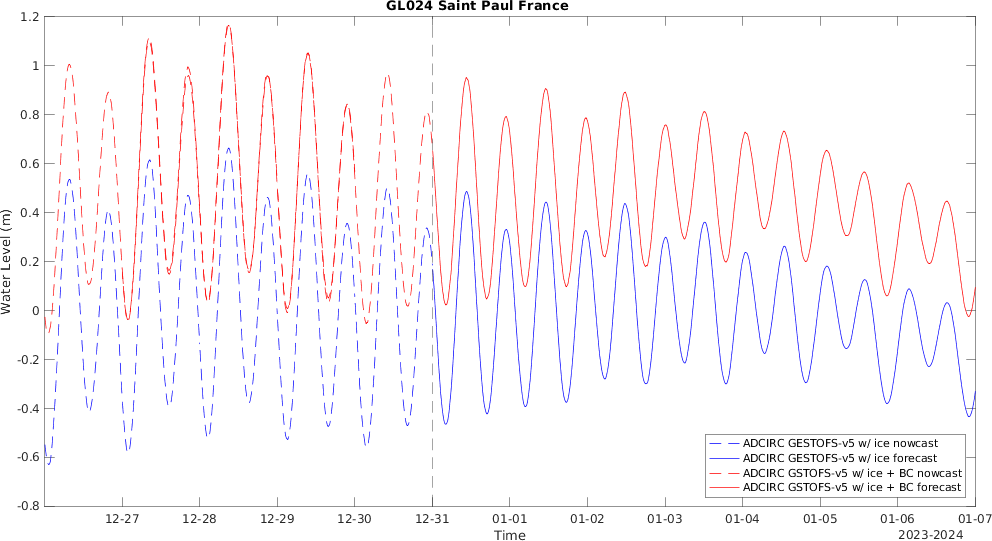 GL024 Saint Paul France
1.2
1
0.8
0.6
0.4
0.2
0
-0.2
-0.4
-0.6
-0.8
Water Level (m)
ADCIRC GESTOFS-v5 w/ ice nowcast
ADCIRC GESTOFS-v5 w/ ice forecast
ADCIRC GSTOFS-v5 w/ ice + BC nowcast
ADCIRC GSTOFS-v5 w/ ice + BC forecast
12-27 12-28 12-29 12-30 12-31 01-01 01-02 01-03 01-04 01-05 01-06 01-07
Time
2023-2024